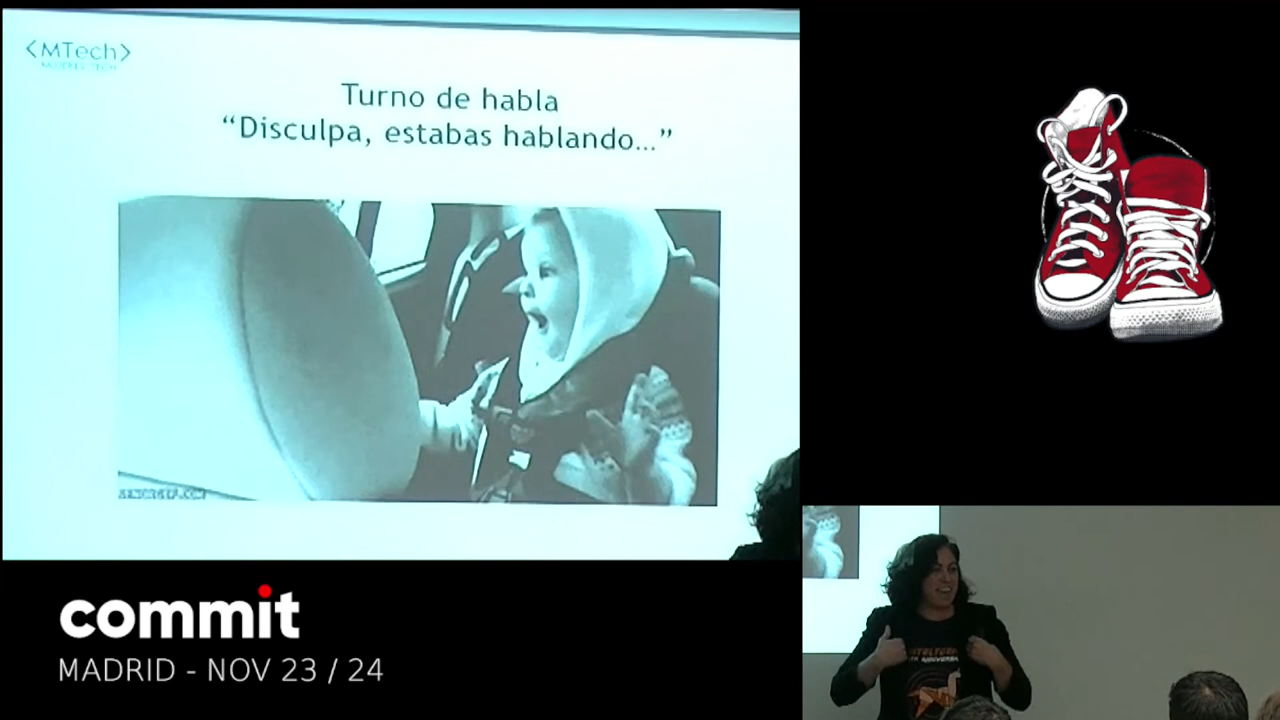 <MTech>
Turno de habla
“Disculpa, estabas hablando...”
commit
MADRID - NOV 23 / 24